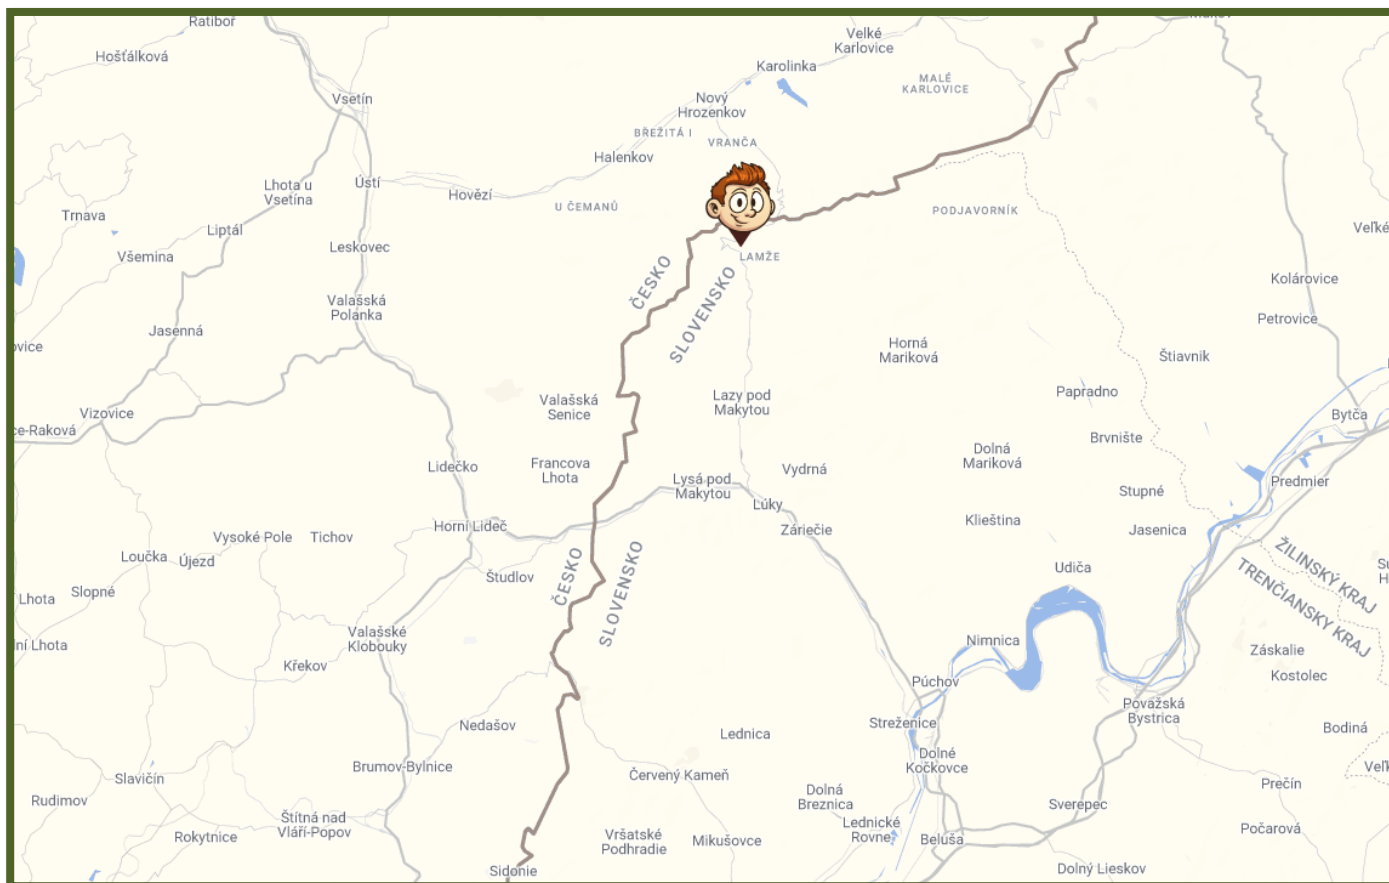 Ratiboř
Velké
Karlovice
Hošťálková
Karolinka
MALÉ
KARLOVICE
Vsetín
Nový
Hrozenkov
BŘEZITÁ I
VRANČA
Halenkov
Lhota u
Vsetína
Ústí
Hovězí
U ČEMANŮ
PODJAVORNÍK
Trnava
Liptál
Leskovec
Všemina
LAMŽE
ČESKO
SLOVENSKO
Kolárovice
Valašská
Polanka
Petrovice
Jasenná
Horná
Mariková
Štiavnik
Papradno
Valašská
Senice
Lazy pod
Makytou
Vizovice
Bytča
Brvnište
Lidečko
Francova
Lhota
Vydrná
Dolná
Mariková
Lysá pod
Makytou
Predmier
Stupné
Lúky
Horní Lideč
Záriečie
Klieština
Jasenica
Vysoké Pole
Tichov
Loučka
Újezd
ČESKO
SLOVENSKO
Študlov
Udiča
ŽILINSKÝ KRAJ
TRENČIANSKY KRAJ
Slopné
Lhota
Valašské
Klobouky
Nimnica
Křekov
Záskalie
Kostolec
Púchov
Považská
Bystrica
Nedašov
Streženice
Lednica
Bodiná
Dolné
Kočkovce
Brumov-Bylnice
Slavičín
Červený Kameň
Prečín
Rudimov
Dolná
Breznica
Sverepec
Štítná nad
Vláří-Popov
Lednické
Rovne
Rokytnice
Vršatské
Podhradie
Mikušovce
Beluša
Počarová
Sidonie
Dolný Lieskov